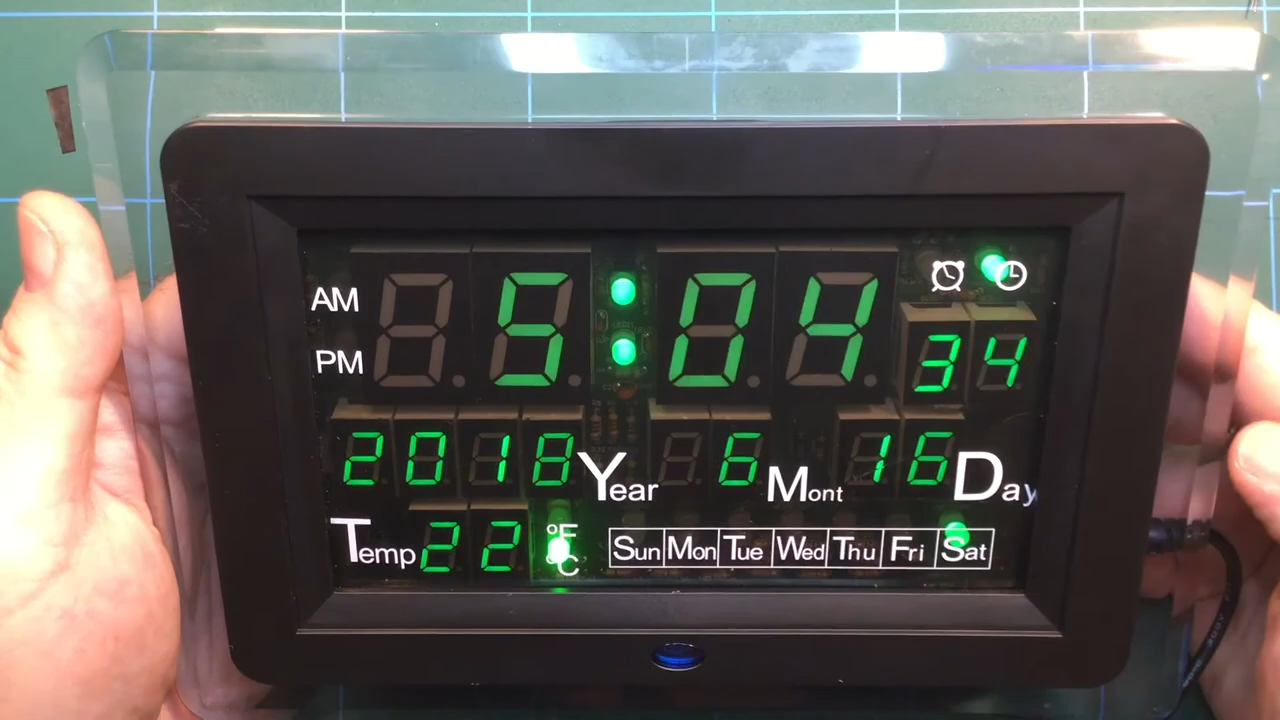 AM 5:04
PM 34
2018 Year 6 Mont 16 Day
Temp 22 °F
°C
Sun Mon Tue Wed Thu Fri Sat